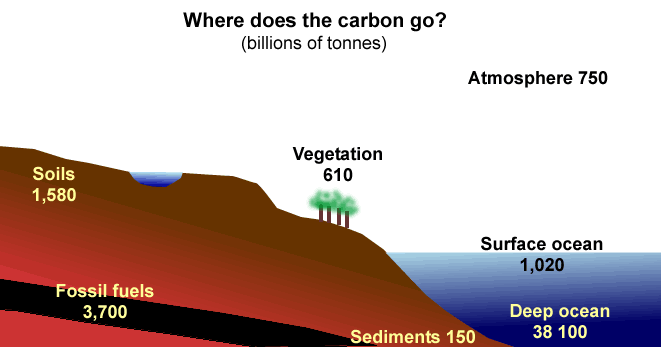 Where does the carbon go?
(billions of tonnes)
Atmosphere 750
Vegetation
610
Soils
1,580
Surface ocean
1,020
Fossil fuels
3,700
Deep ocean
38 100
Sediments 150